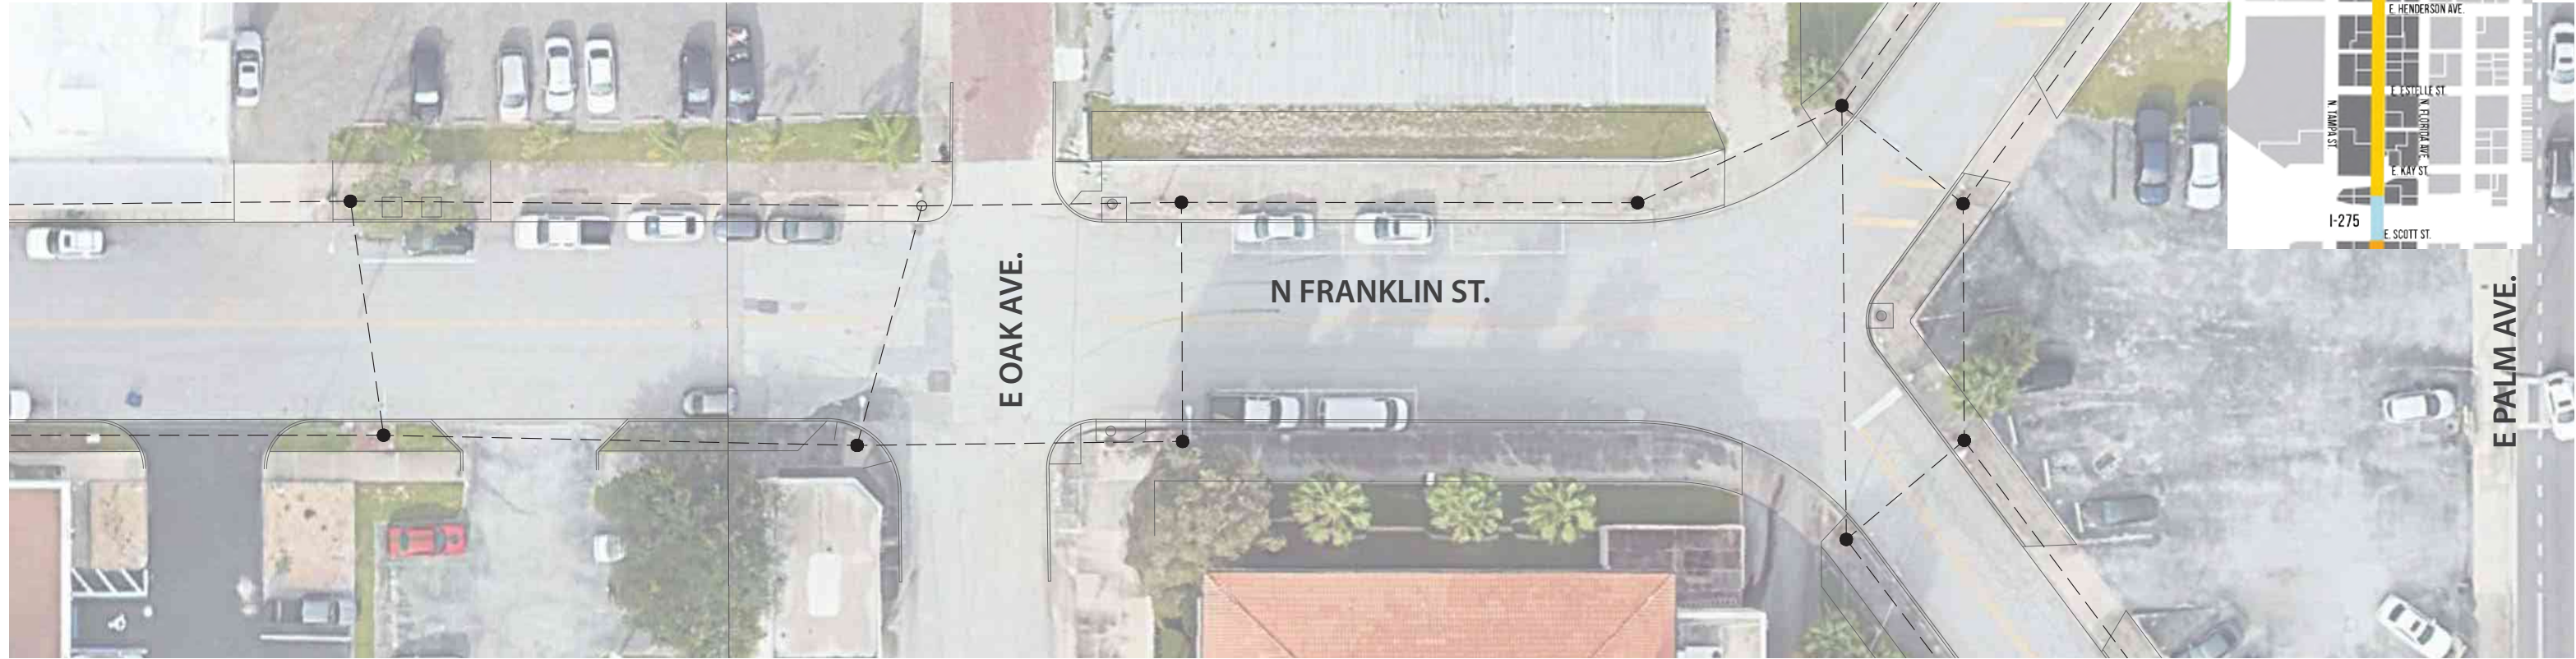 E. HENDERSON AVE.
E. ESTELLE ST.
N. TAMPA ST.
N. FLORIDA AVE.
E. KAY ST.
I-275
E. SCOTT ST.
E OAK AVE.
N FRANKLIN ST.
E PALM AVE.